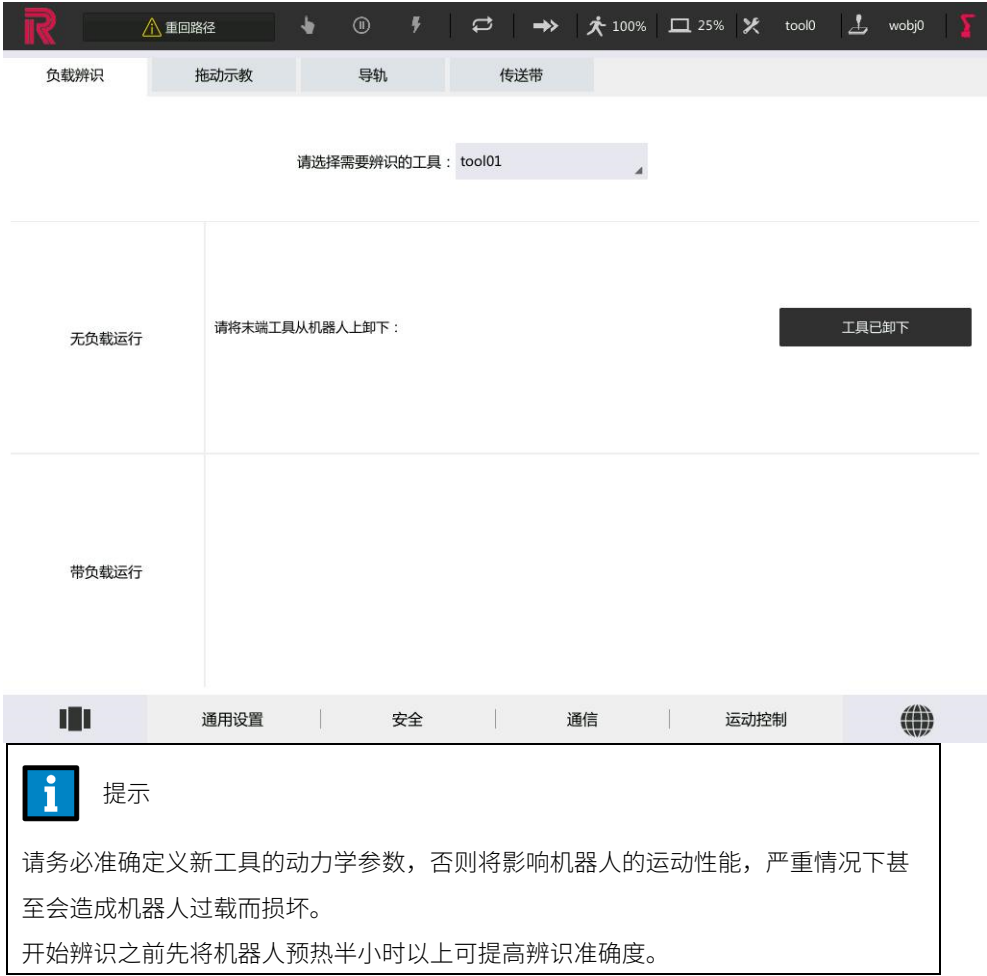 重回路径 100% 25% tool0 wobj0
负载辨识 拖动示教 导轨 传送带
请选择需要辨识的工具： tool01
无负载运行 请将末端工具从机器人上卸下： 工具已卸下
带负载运行
通用设置 安全 通信 运动控制
提示
请务必准确定义新工具的动力学参数，否则将影响机器人的运动性能，严重情况下甚
至会造成机器人过载而损坏。
开始辨识之前先将机器人预热半小时以上可提高辨识准确度。